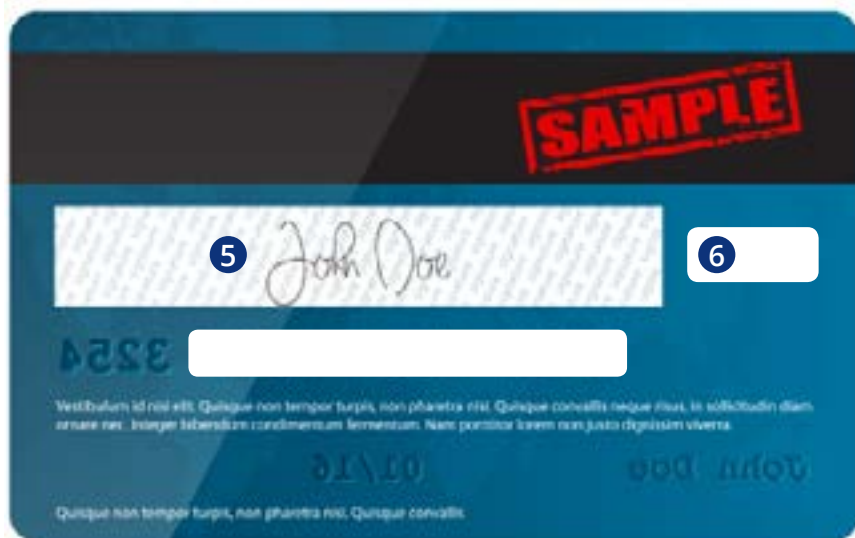 SAMPLE
5 John Doe 6
3254
Vestibulum id nisi elit. Quisque non tempor turpis, non pharetra nisl. Quisque convallis neque risus, in sollicitudin diam
ornare nec. Integer bibendum condimentum fermentum. Nam porttitor lorem non justo dignissim viverra.
01/16 John Doe
Quisque non tempor turpis, non pharetra nisl. Quisque convallis